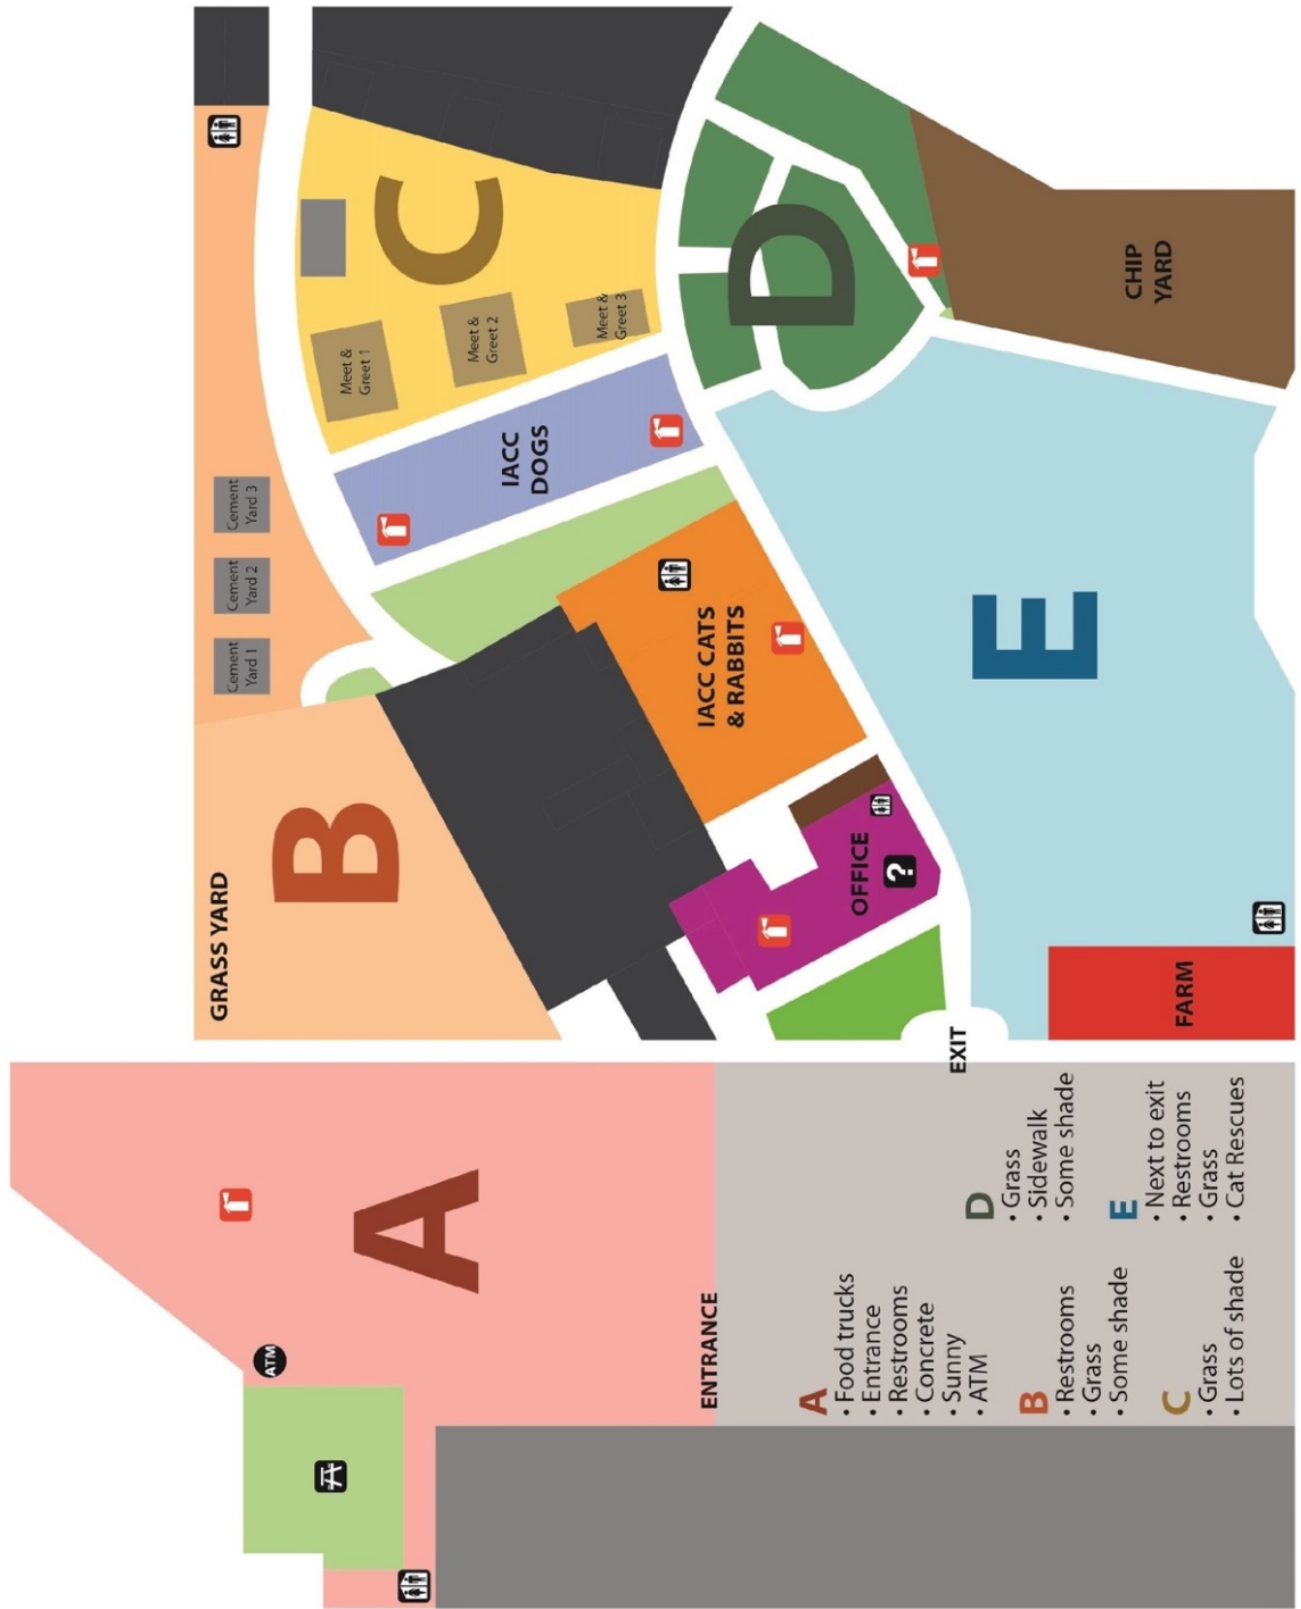 GRASS YARD
B
Cement
Yard 1
Cement
Yard 2
Cement
Yard 3
Meet &
Greet 1
Meet &
Greet 2
Meet &
Greet 3
C
IACC
DOGS
D
CHIP
YARD
IACC CATS
& RABBITS
OFFICE
?
E
FARM
EXIT
A
ATM
ENTRANCE
A
• Food trucks
• Entrance
• Restrooms
• Concrete
• Sunny
• ATM
B
• Restrooms
• Grass
• Some shade
C
• Grass
• Lots of shade
D
• Grass
• Sidewalk
• Some shade
E
• Next to exit
• Restrooms
• Grass
• Cat Rescues